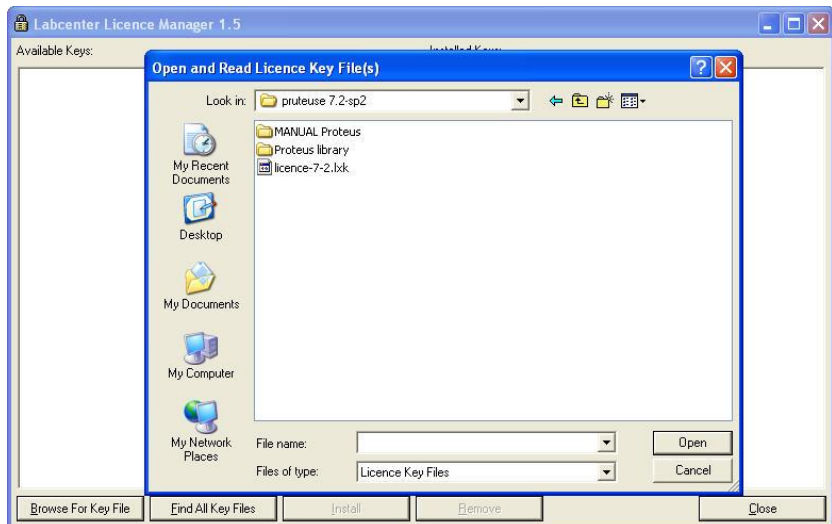 Labcenter Licence Manager 1.5
Available Keys:
Open and Read Licence Key File(s)
Look in: pruteuse 7.2-sp2
MANUAL Proteus
Proteus library
licence-7-2.lxk
My Recent
Documents
Desktop
My Documents
My Computer
My Network
Places
File name:
Open
Files of type: Licence Key Files
Cancel
Browse For Key File Find All Key Files Install Remove Close